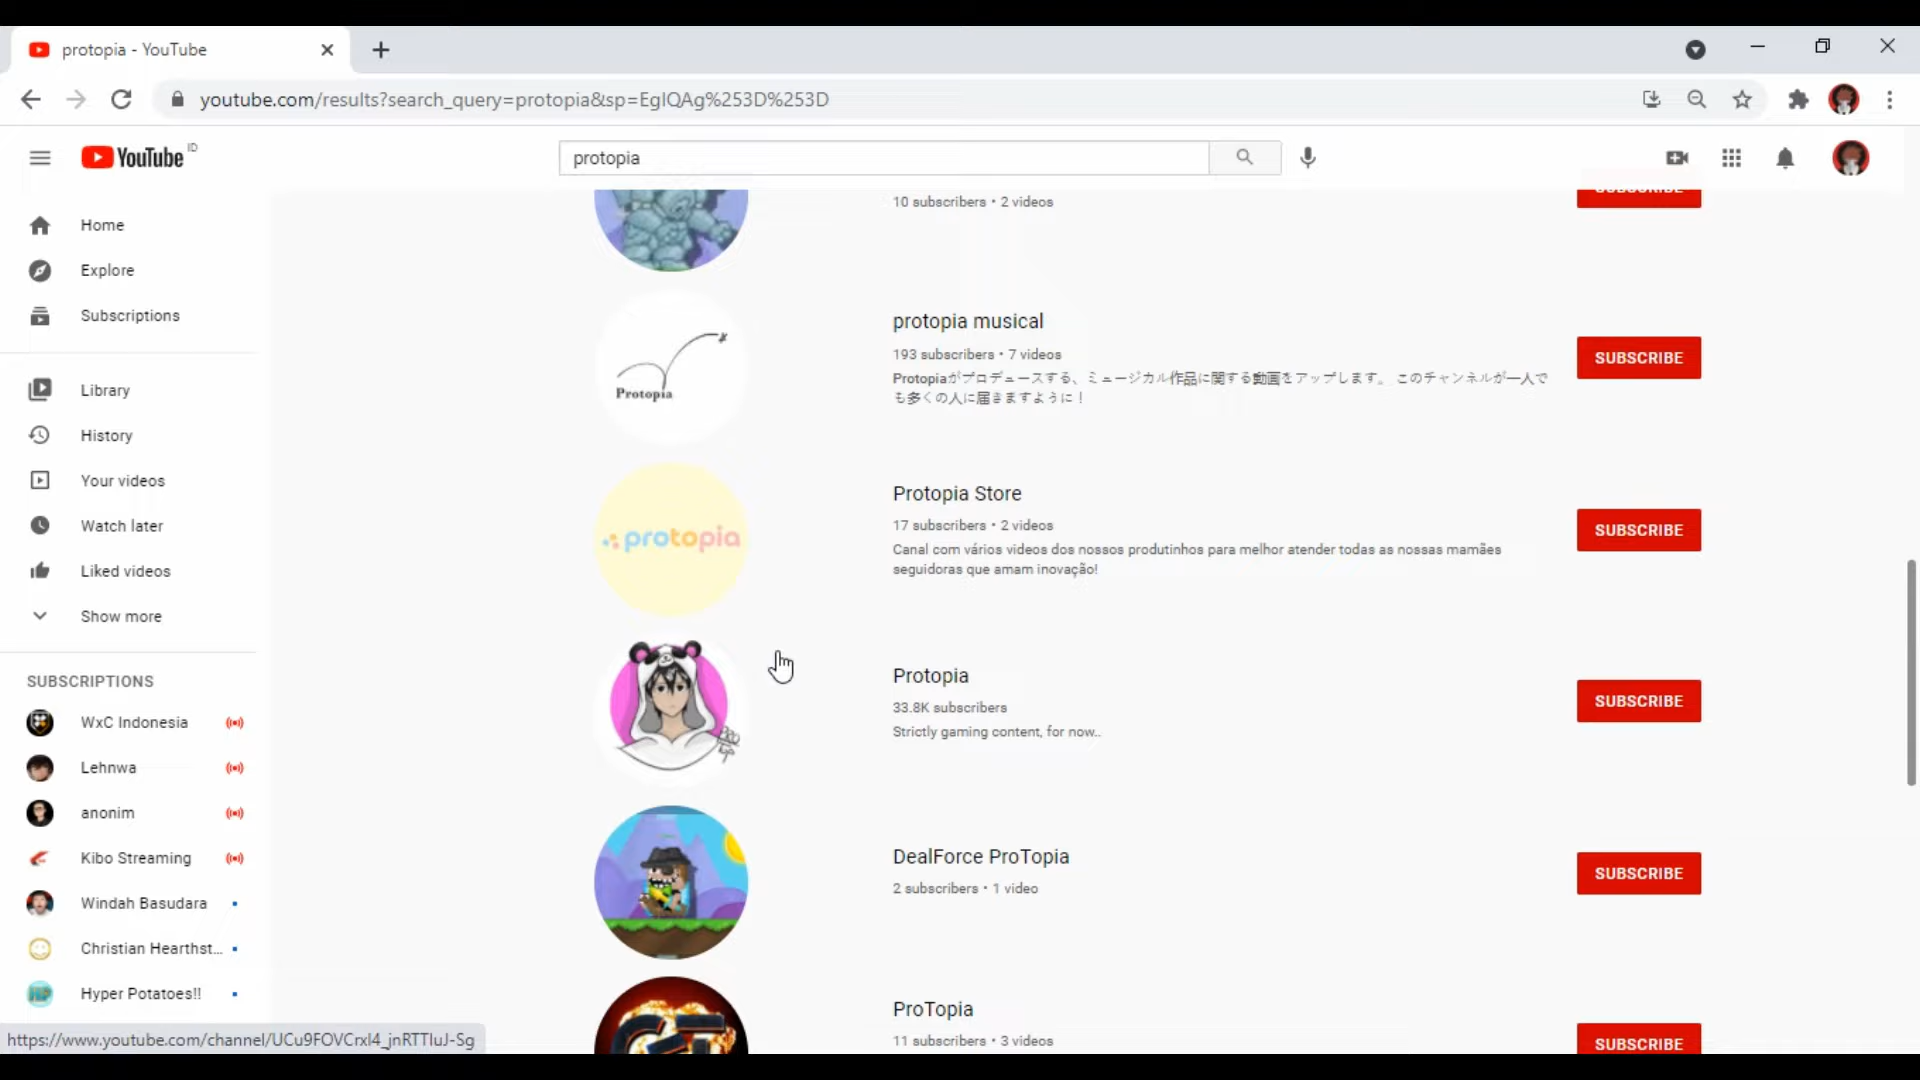 protopia - YouTube
youtube.com/results?search_query=protopia&sp=EgIQAg%253D%253D
YouTube ID
protopia
Home
Explore
Subscriptions
Library
History
Your videos
Watch later
Liked videos
Show more
SUBSCRIPTIONS
WxC Indonesia
Lehnwa
anonim
Kibo Streaming
Windah Basudara
Christian Hearthst...
Hyper Potatoes!!
https://www.youtube.com/channel/UCu9FOVCrxI4_jnRTTIuJ-Sg
10 subscribers • 2 videos
SUBSCRIBE
Protopia
protopia musical
193 subscribers • 7 videos
Protopiaがプロデュースする、ミュージカル作品に関する動画をアップします。 このチャンネルが一人で
も多くの人に届きますように！
SUBSCRIBE
protopia
Protopia Store
17 subscribers • 2 videos
Canal com vários videos dos nossos produtinhos para melhor atender todas as nossas mamães
seguidoras que amam inovação!
SUBSCRIBE
Protopia
33.8K subscribers
Strictly gaming content, for now..
SUBSCRIBE
DealForce ProTopia
2 subscribers • 1 video
SUBSCRIBE
ProTopia
11 subscribers • 3 videos
SUBSCRIBE